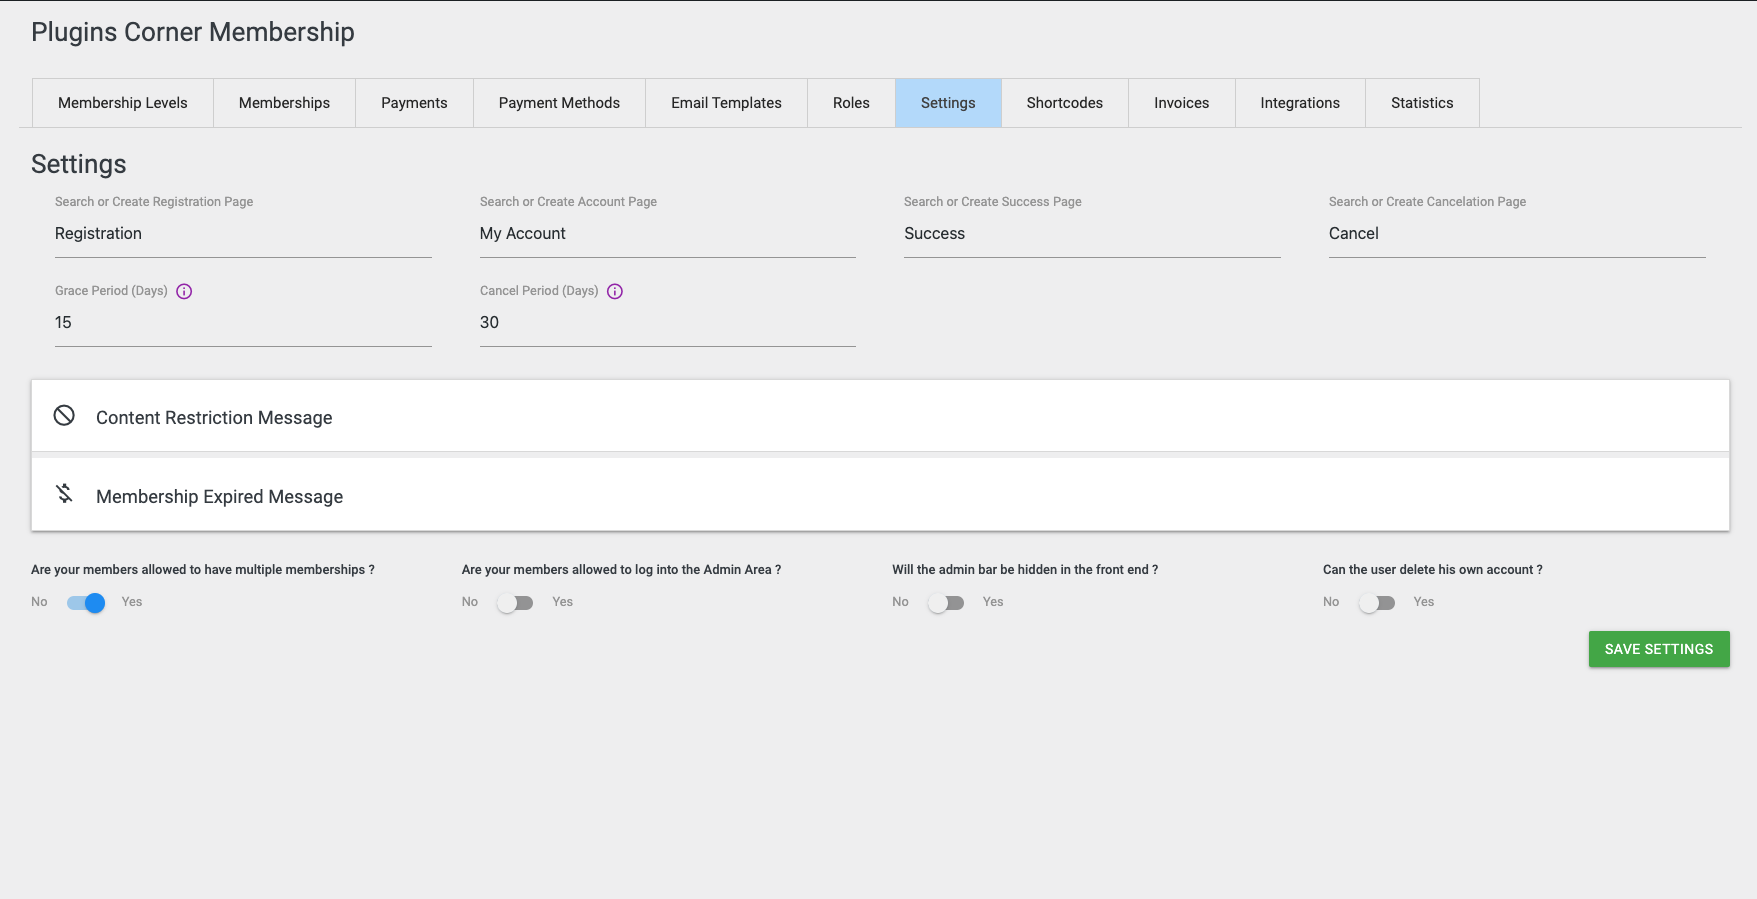 Plugins Corner Membership
Membership Levels Memberships Payments Payment Methods Email Templates Roles Settings Shortcodes Invoices Integrations Statistics
Settings
Search or Create Registration Page Search or Create Account Page Search or Create Success Page Search or Create Cancelation Page
Registration My Account Success Cancel
Grace Period (Days) Cancel Period (Days)
15 30
Content Restriction Message
Membership Expired Message
Are your members allowed to have multiple memberships ? Are your members allowed to log into the Admin Area ? Will the admin bar be hidden in the front end ? Can the user delete his own account ?
No Yes No Yes No Yes No Yes
SAVE SETTINGS